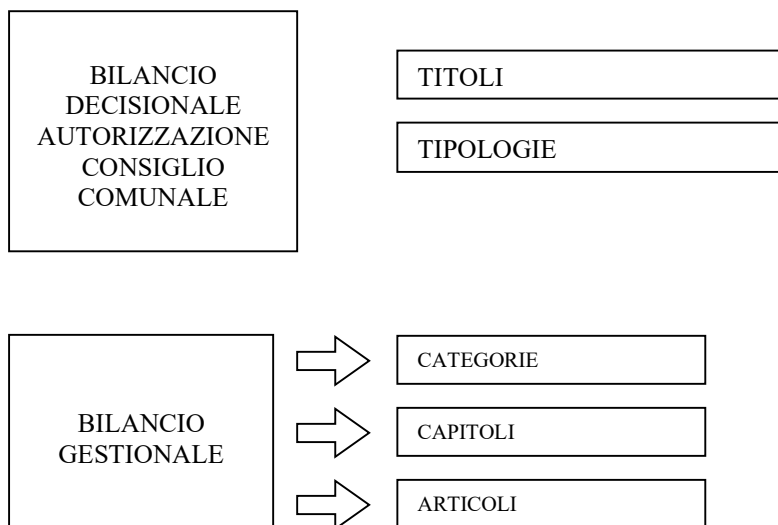 BILANCIO
DECISIONALE
AUTORIZZAZIONE
CONSIGLIO
COMUNALE
TITOLI
TIPOLOGIE
BILANCIO
GESTIONALE
CATEGORIE
CAPITOLI
ARTICOLI